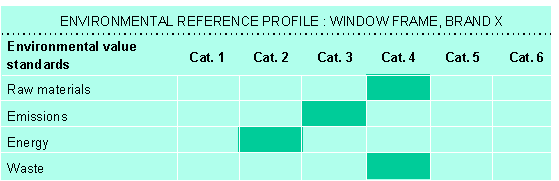 ENVIRONMENTAL REFERENCE PROFILE : WINDOW FRAME, BRAND X
Environmental value standards Cat. 1 Cat. 2 Cat. 3 Cat. 4 Cat. 5 Cat. 6
Raw materials
Emissions
Energy
Waste